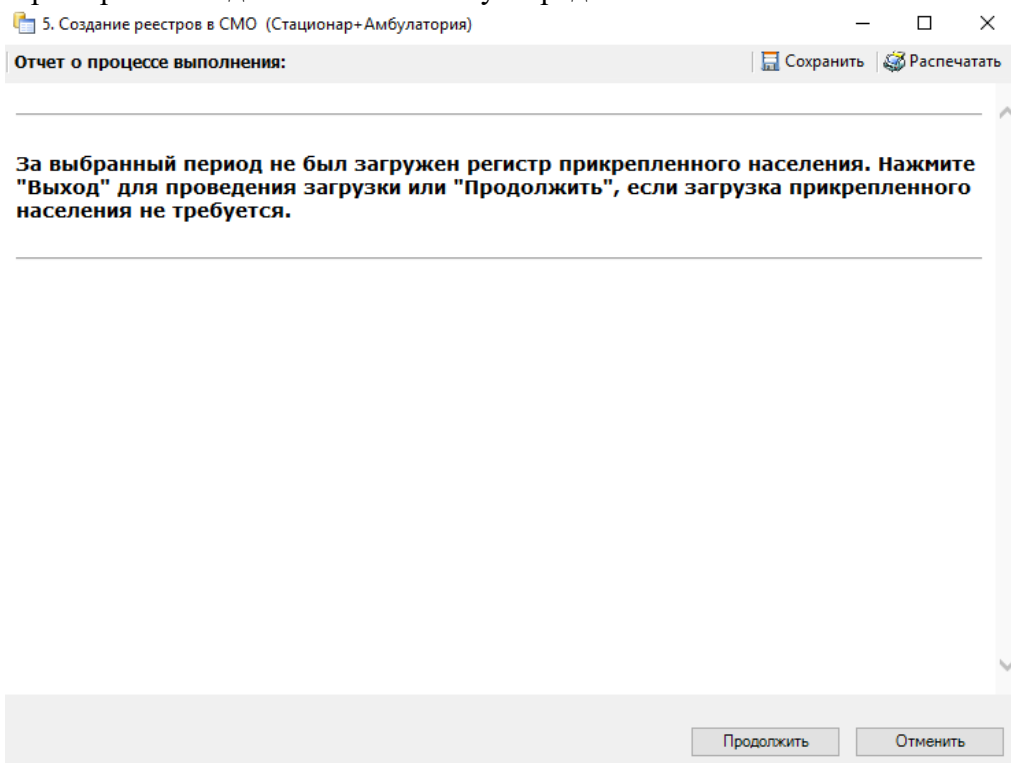 5. Создание реестров в СМО (Стационар+Амбулатория)
Отчет о процессе выполнения:
Сохранить
Распечатать
За выбранный период не был загружен регистр прикрепленного населения. Нажмите
"Выход" для проведения загрузки или "Продолжить", если загрузка прикрепленного
населения не требуется.
Продолжить
Отменить